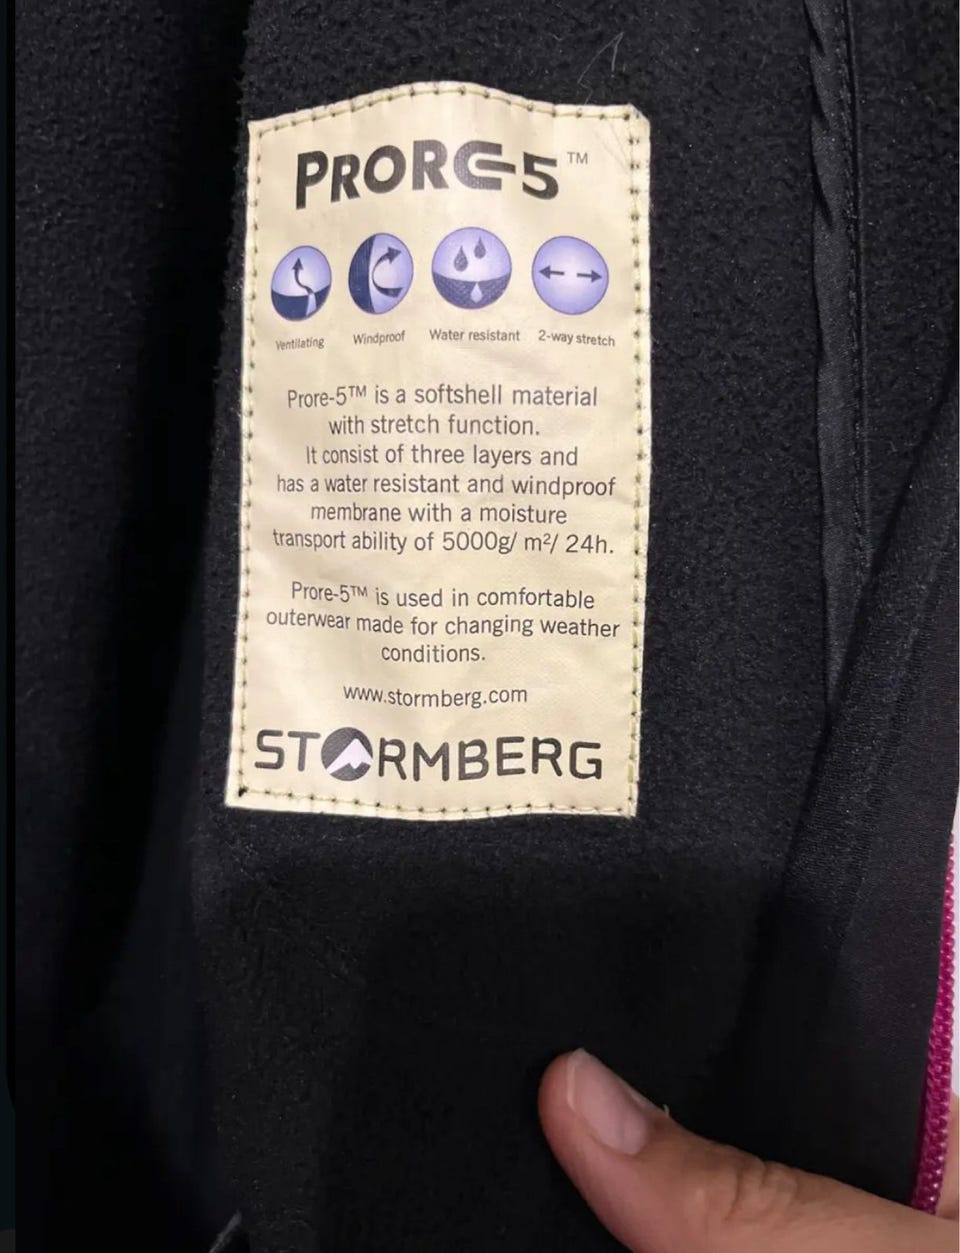 PRORE-5™
Ventilating Windproof Water resistant 2-way stretch
Prore-5™ is a softshell material
with stretch function.
It consist of three layers and
has a water resistant and windproof
membrane with a moisture
transport ability of 5000g/ m²/ 24h.
Prore-5™ is used in comfortable
outerwear made for changing weather
conditions.
www.stormberg.com
STORMBERG